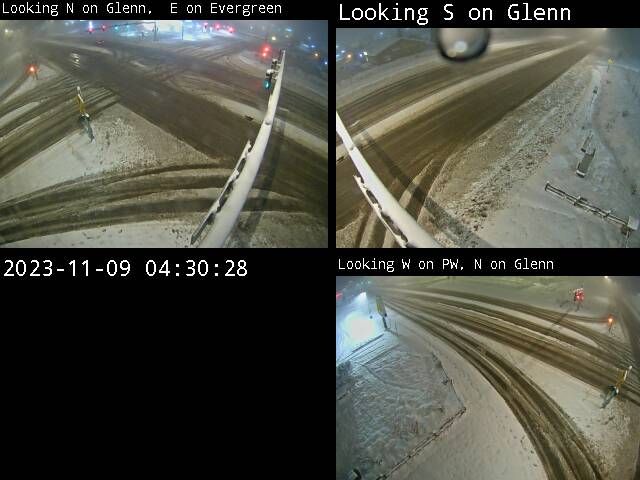 Looking N on Glenn,  E on Evergreen
Looking S on Glenn
2023-11-09 04:30:28
Looking W on PW, N on Glenn